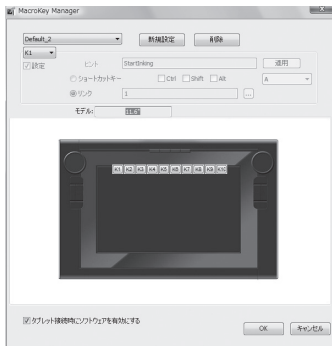 MacroKey Manager
Default_2 新規設定 削除
K1
設定 ヒント StartInking 適用
ショートカットキー Ctrl Shift Alt A
リンク 1 ...
モデル: 11.6"
K1 K2 K3 K4 K5 K6 K7 K8 K9 K10
タブレット接続時にソフトウェアを有効にする
OK キャンセル